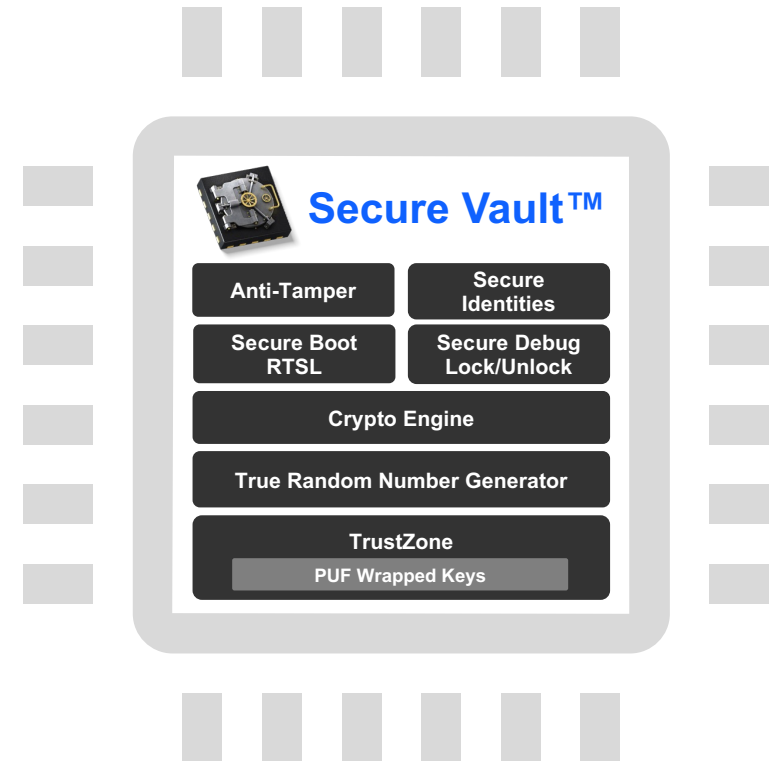 Secure Vault™
Anti-Tamper
Secure
Identities
Secure Boot
RTSL
Secure Debug
Lock/Unlock
Crypto Engine
True Random Number Generator
TrustZone
PUF Wrapped Keys